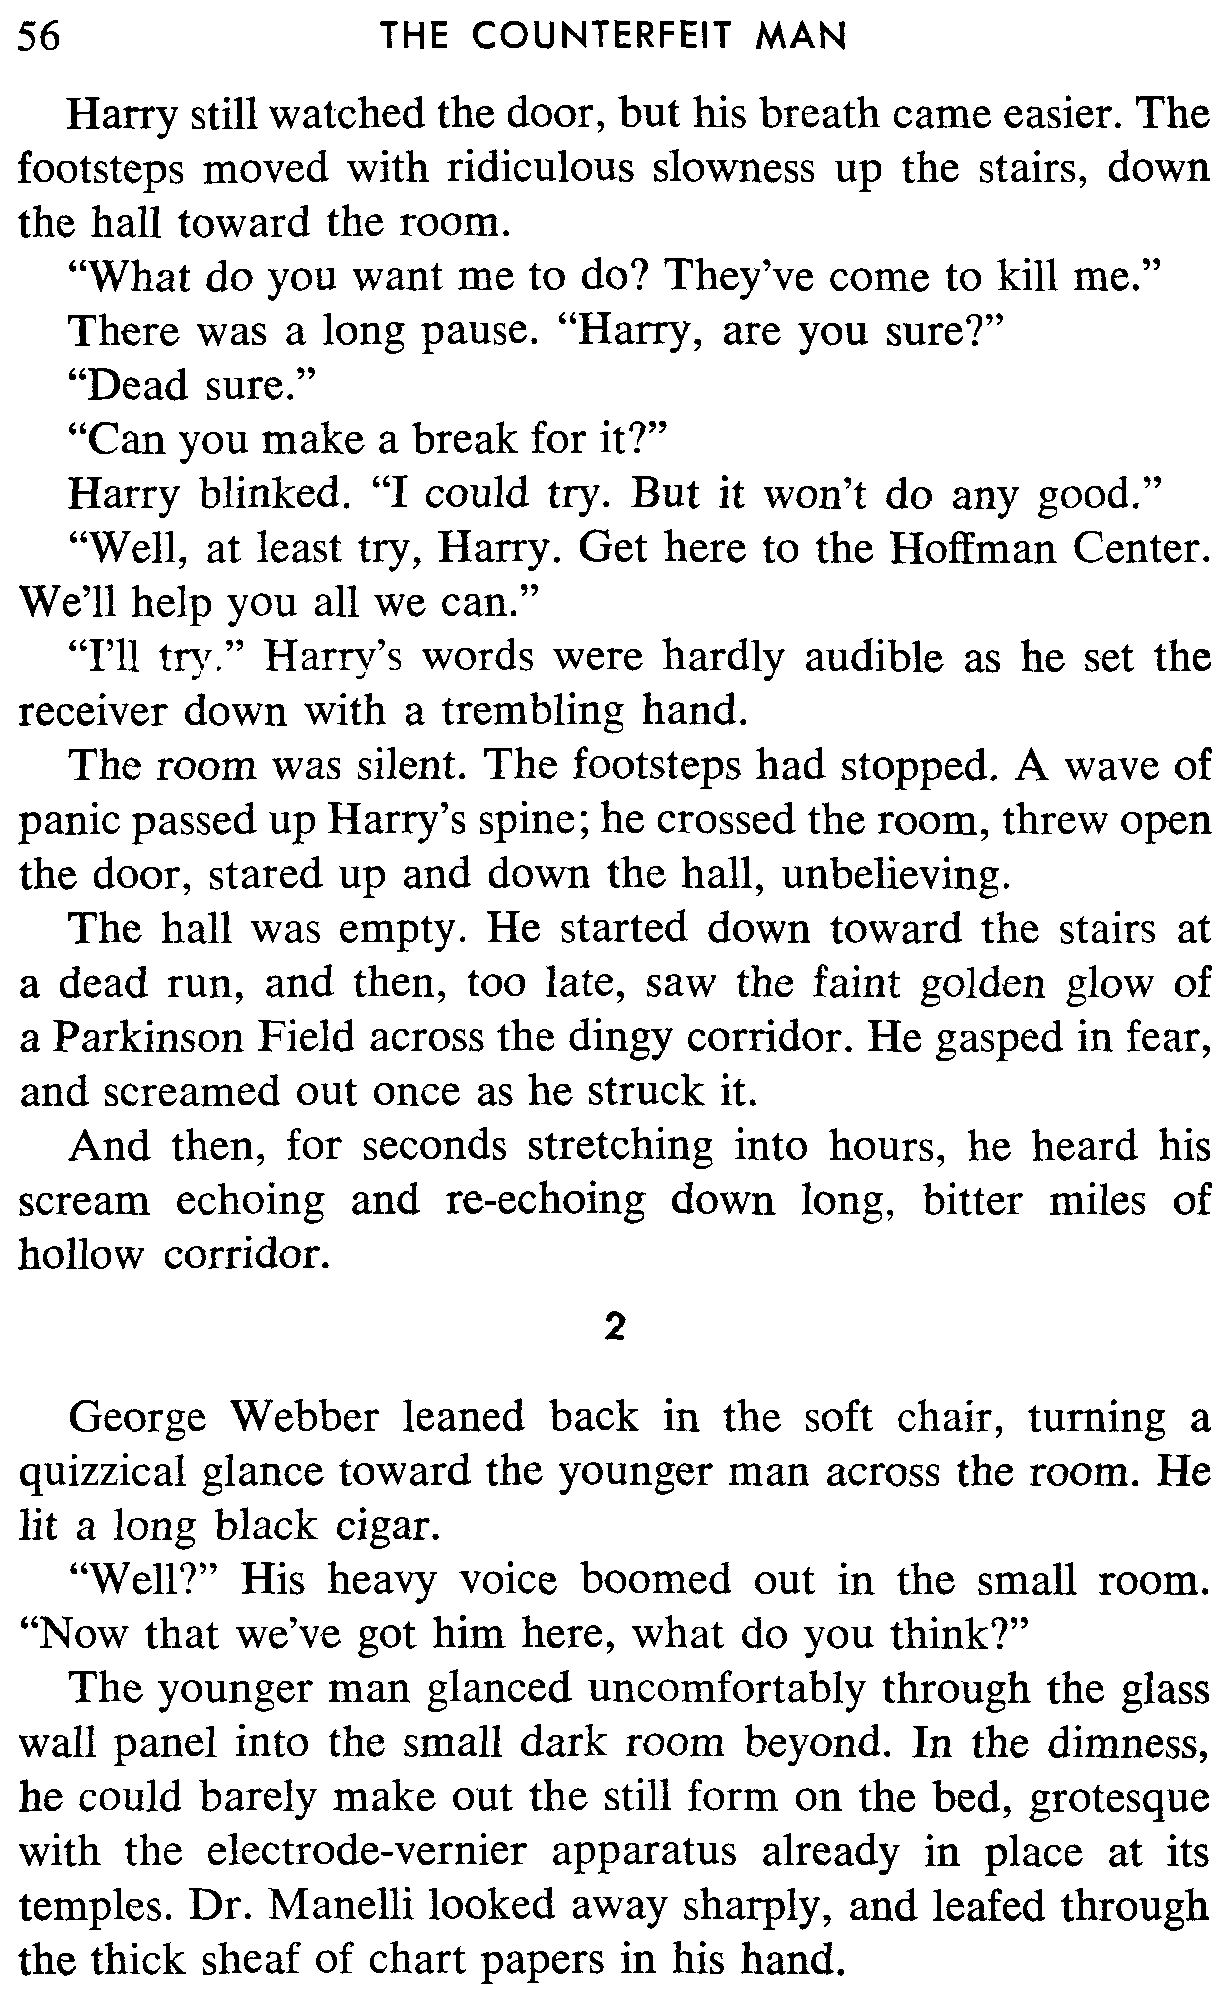 56 THE COUNTERFEIT MAN
Harry still watched the door, but his breath came easier. The
footsteps moved with ridiculous slowness up the stairs, down
the hall toward the room.
“What do you want me to do? They’ve come to kill me.”
There was a long pause. “Harry, are you sure?”
“Dead sure.”
“Can you make a break for it?”
Harry blinked. “I could try. But it won’t do any good.”
“Well, at least try, Harry. Get here to the Hoffman Center.
We’ll help you all we can.”
“I’ll try.” Harry’s words were hardly audible as he set the
receiver down with a trembling hand.
The room was silent. The footsteps had stopped. A wave of
panic passed up Harry’s spine; he crossed the room, threw open
the door, stared up and down the hall, unbelieving.
The hall was empty. He started down toward the stairs at
a dead run, and then, too late, saw the faint golden glow of
a Parkinson Field across the dingy corridor. He gasped in fear,
and screamed out once as he struck it.
And then, for seconds stretching into hours, he heard his
scream echoing and re-echoing down long, bitter miles of
hollow corridor.
2
George Webber leaned back in the soft chair, turning a
quizzical glance toward the younger man across the room. He
lit a long black cigar.
“Well?” His heavy voice boomed out in the small room.
“Now that we’ve got him here, what do you think?”
The younger man glanced uncomfortably through the glass
wall panel into the small dark room beyond. In the dimness,
he could barely make out the still form on the bed, grotesque
with the electrode-vernier apparatus already in place at its
temples. Dr. Manelli looked away sharply, and leafed through
the thick sheaf of chart papers in his hand.